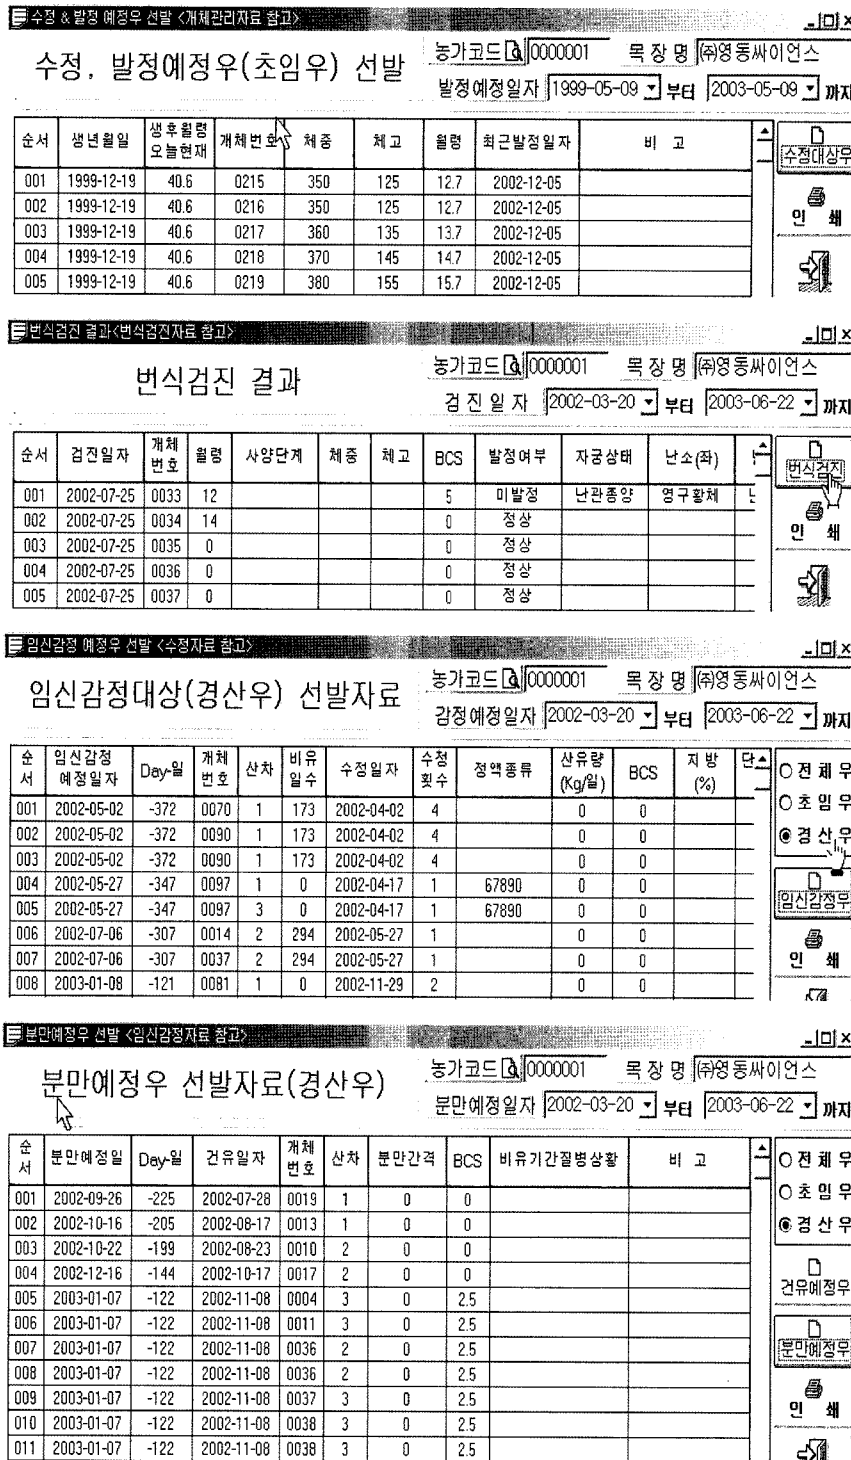 수정 & 발정 예정우 선발 <개체관리자료 참고>
수정. 발정예정우(초임우) 선발
농가코드 0000001 목 장 명 ㈜영동싸이언스
발정예정일자 1999-05-09 부터 2003-05-09 까지
순서 생년월일 생후월령 오늘현재 개체번호 체중 체고 월령 최근발정일자 비 고
001 1999-12-19 40.6 0215 350 125 12.7 2002-12-05
002 1999-12-19 40.6 0216 350 125 12.7 2002-12-05
003 1999-12-19 40.6 0217 360 135 13.7 2002-12-05
004 1999-12-19 40.6 0218 370 145 14.7 2002-12-05
005 1999-12-19 40.6 0219 380 155 15.7 2002-12-05
수정대상우
인 쇄
번식검진 결과<번식검진자료 참고>
번식검진 결과
농가코드 0000001 목 장 명 ㈜영동싸이언스
검 진 일 자 2002-03-20 부터 2003-06-22 까지
순서 검진일자 개체번호 월령 사양단계 체중 체고 BCS 발정여부 자궁상태 난소(좌)
001 2002-07-25 0033 12 5 미발정 난관종양 영구황체
002 2002-07-25 0034 14 0 정상
003 2002-07-25 0035 0 0 정상
004 2002-07-25 0036 0 0 정상
005 2002-07-25 0037 0 0 정상
번식검진
인 쇄
임신감정 예정우 선발 <수정자료 참고>
임신감정대상(경산우) 선발자료
농가코드 0000001 목 장 명 ㈜영동싸이언스
감정예정일자 2002-03-20 부터 2003-06-22 까지
순서 임신감정 예정일자 Day-일 개체번호 산차 비유일수 수정일자 수정횟수 정액종류 산유량 (Kg/일) BCS 지 방 (%) 단
001 2002-05-02 -372 0070 1 173 2002-04-02 4 0 0
002 2002-05-02 -372 0090 1 173 2002-04-02 4 0 0
003 2002-05-02 -372 0090 1 173 2002-04-02 4 0 0
004 2002-05-27 -347 0097 1 0 2002-04-17 1 67890 0 0
005 2002-05-27 -347 0097 3 0 2002-04-17 1 67890 0 0
006 2002-07-06 -307 0014 2 294 2002-05-27 1 0 0
007 2002-07-06 -307 0037 2 294 2002-05-27 1 0 0
008 2003-01-08 -121 0081 1 0 2002-11-29 2 0 0
전 체 우
초 임 우
경 산 우
임신감정우
인 쇄
분만예정우 선발 <임신감정자료 참고>
분만예정우 선발자료(경산우)
농가코드 0000001 목 장 명 ㈜영동싸이언스
분만예정일자 2002-03-20 부터 2003-06-22 까지
순서 분만예정일 Day-일 건유일자 개체번호 산차 분만간격 BCS 비유기간질병상황 비 고
001 2002-09-26 -225 2002-07-28 0019 1 0 0
002 2002-10-16 -205 2002-08-17 0013 1 0 0
003 2002-10-22 -199 2002-08-23 0010 2 0 0
004 2002-12-16 -144 2002-10-17 0017 2 0 0
005 2003-01-07 -122 2002-11-08 0004 3 0 2.5
006 2003-01-07 -122 2002-11-08 0011 3 0 2.5
007 2003-01-07 -122 2002-11-08 0036 2 0 2.5
008 2003-01-07 -122 2002-11-08 0036 2 0 2.5
009 2003-01-07 -122 2002-11-08 0037 3 0 2.5
010 2003-01-07 -122 2002-11-08 0038 3 0 2.5
011 2003-01-07 -122 2002-11-08 0038 3 0 2.5
전 체 우
초 임 우
경 산 우
건유예정우
분만예정우
인 쇄